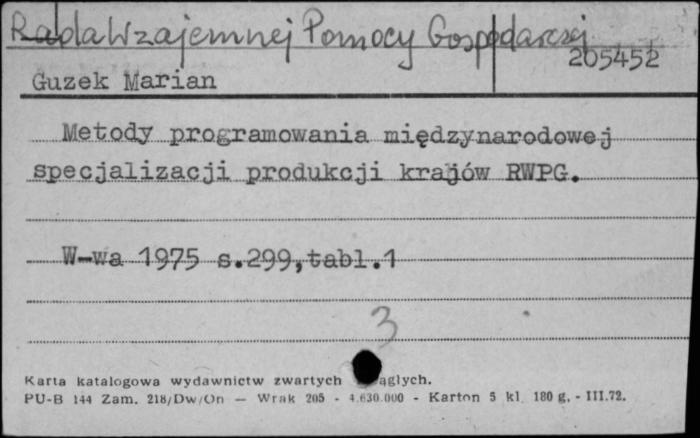 Rada Wzajemnej Pomocy Gospodarczej
205452
Guzek Marian
Metody programowania międzynarodowej
specjalizacji produkcji krajów RWPG.
W-wa 1975 s.299,tabl.1
3
Karta katalogowa wydawnictw zwartych ąglych.
PU-B 144 Zam. 218/Dw/On — Wrak 205 - 4.630.000 - Karton 5 kl. 180 g. - III.72.